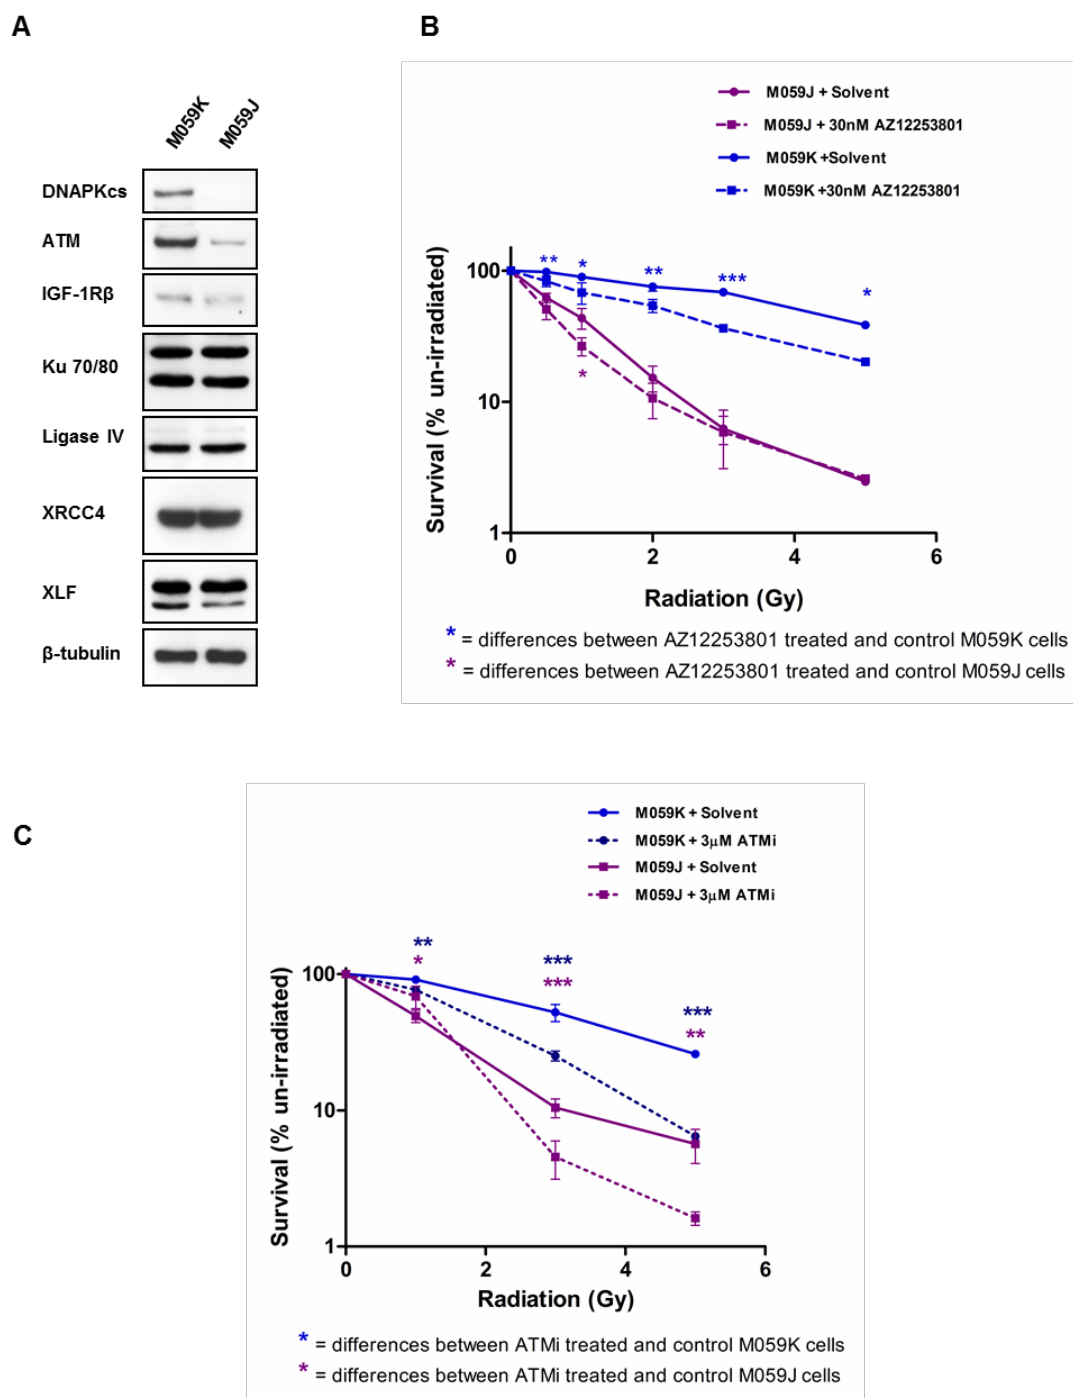 A
M059K
M059J
DNAPKcs
ATM
IGF-1Rβ
Ku 70/80
Ligase IV
XRCC4
XLF
β-tubulin
B
M059J + Solvent
M059J + 30nM AZ12253801
M059K +Solvent
M059K +30nM AZ12253801
Survival (% un-irradiated)
100
10
1
** * ** *** *
*
0 2 4 6
Radiation (Gy)
* = differences between AZ12253801 treated and control M059K cells
* = differences between AZ12253801 treated and control M059J cells
C
M059K + Solvent
M059K + 3μM ATMi
M059J + Solvent
M059J + 3μM ATMi
Survival (% un-irradiated)
100
10
1
** *** ***
* *** **
0 2 4 6
Radiation (Gy)
* = differences between ATMi treated and control M059K cells
* = differences between ATMi treated and control M059J cells